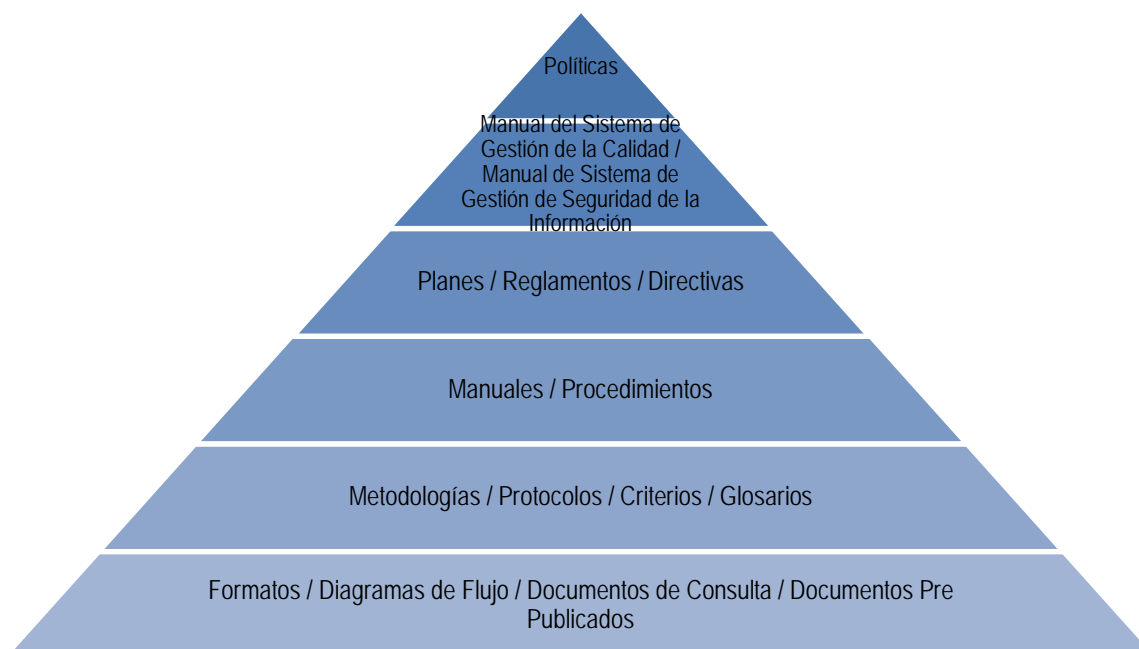 Políticas
Manual del Sistema de
Gestión de la Calidad /
Manual de Sistema de
Gestión de Seguridad de la
Información
Planes / Reglamentos / Directivas
Manuales / Procedimientos
Metodologías / Protocolos / Criterios / Glosarios
Formatos / Diagramas de Flujo / Documentos de Consulta / Documentos Pre
Publicados